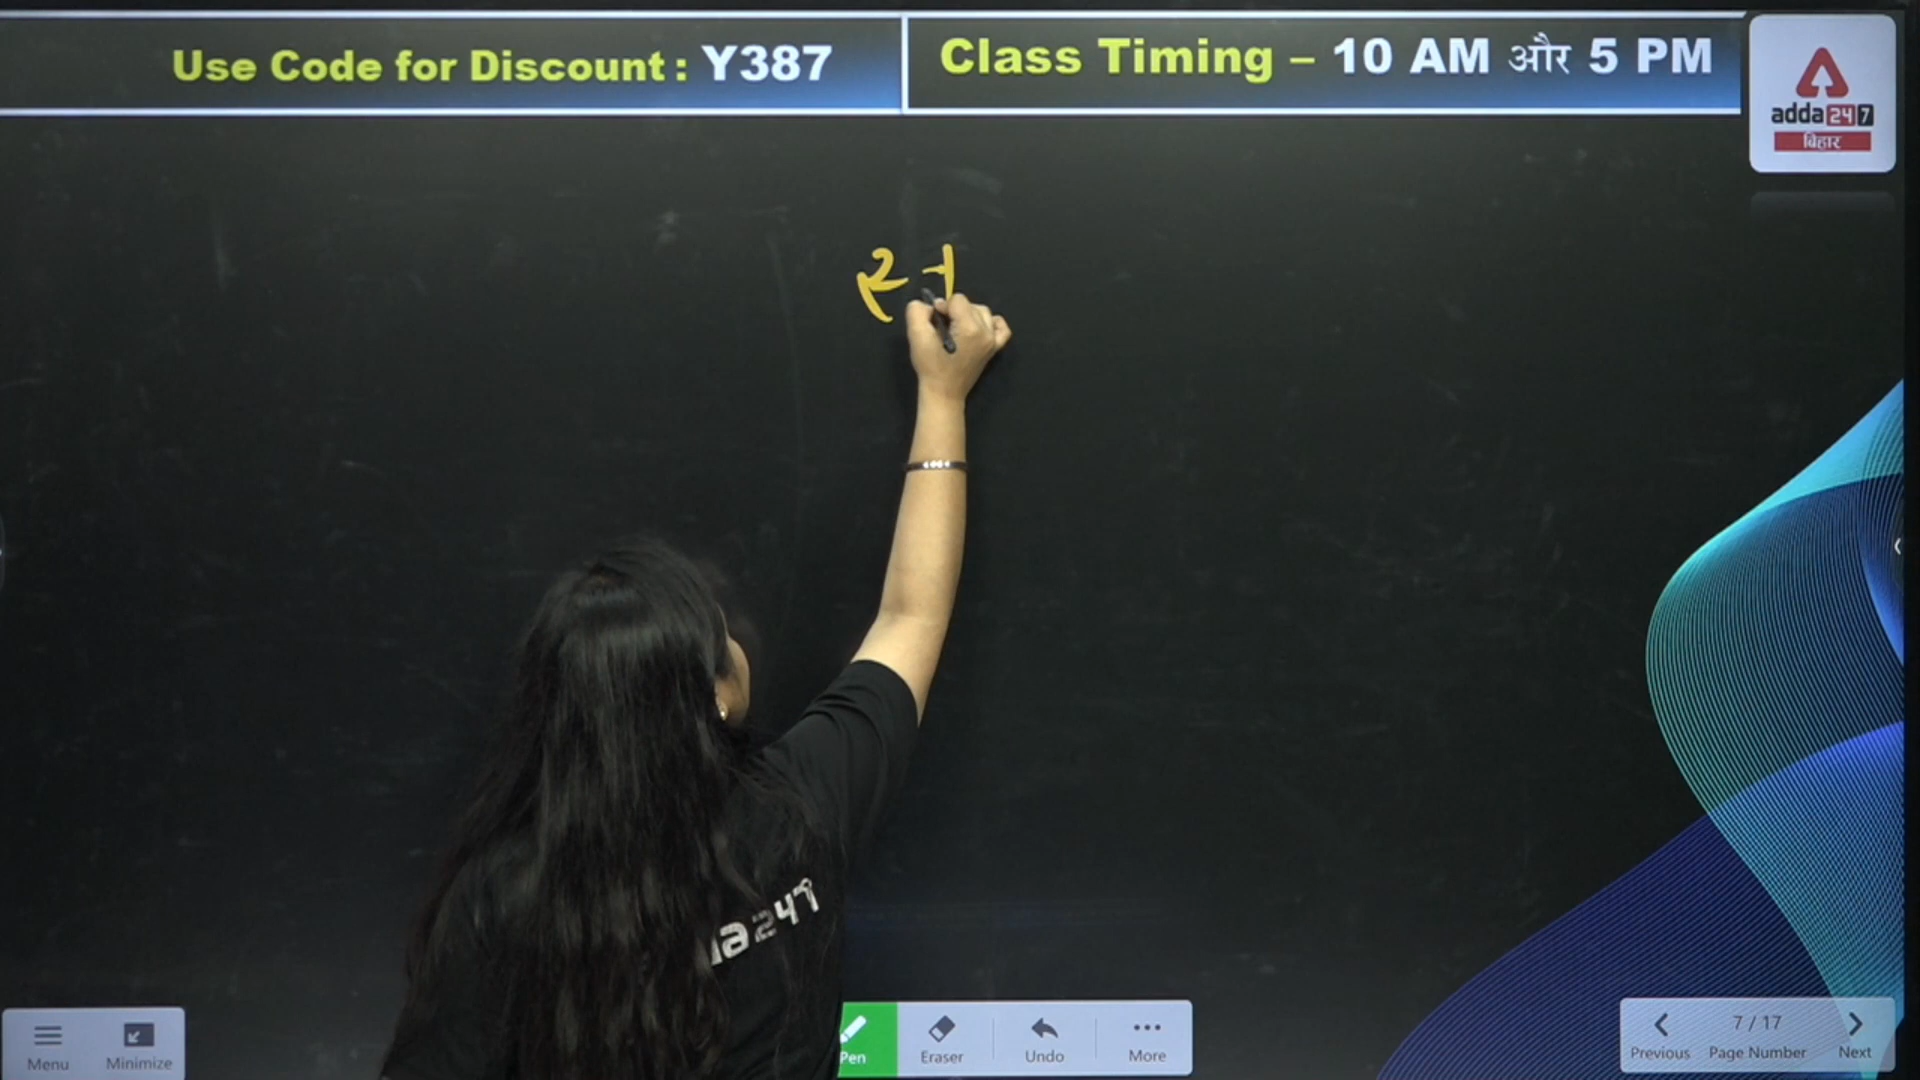 Use Code for Discount : Y387
Class Timing – 10 AM और 5 PM
adda247
बिहार
a247
Menu
Minimize
Pen
Eraser
Undo
More
7 / 17
Previous
Page Number
Next